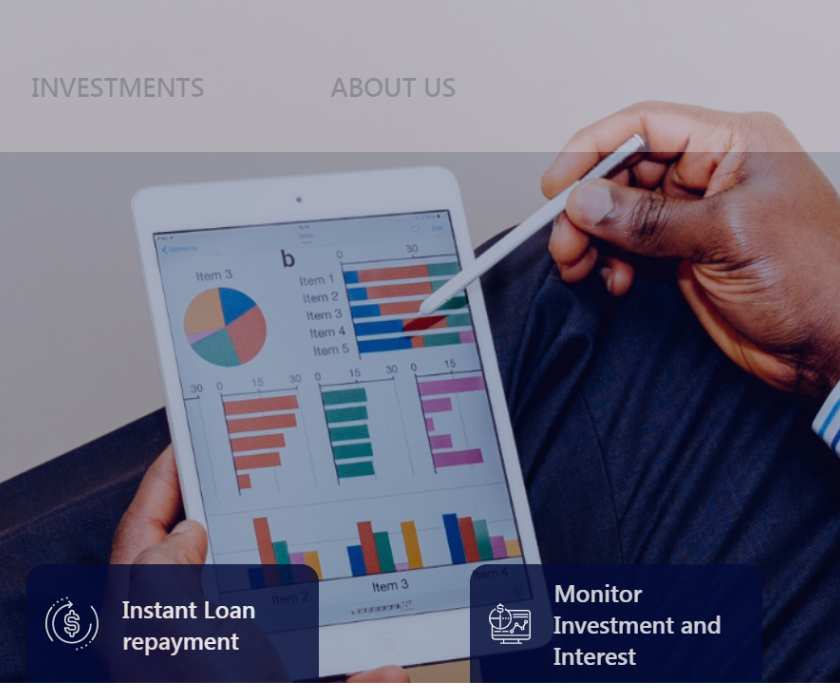 INVESTMENTS
ABOUT US
b
0
30
Item 3
Item 1
Item 2
Item 3
Item 4
Item 5
30
0
15
30
0
15
30
0
15
Item 2
Item 3
Item 4
Instant Loan
repayment
Monitor
Investment and
Interest